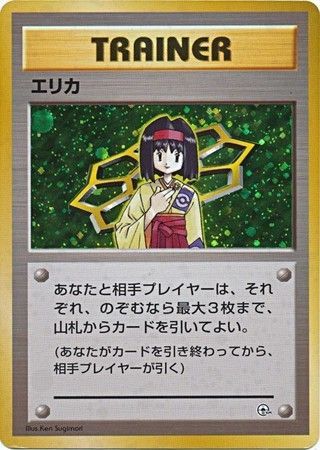 TRAINER
エリカ
あなたと相手プレイヤーは、それ
ぞれ、のぞむなら最大3枚まで、
山札からカードを引いてよい。
(あなたがカードを引き終わってから、
相手プレイヤーが引く)
Illus.Ken Sugimori